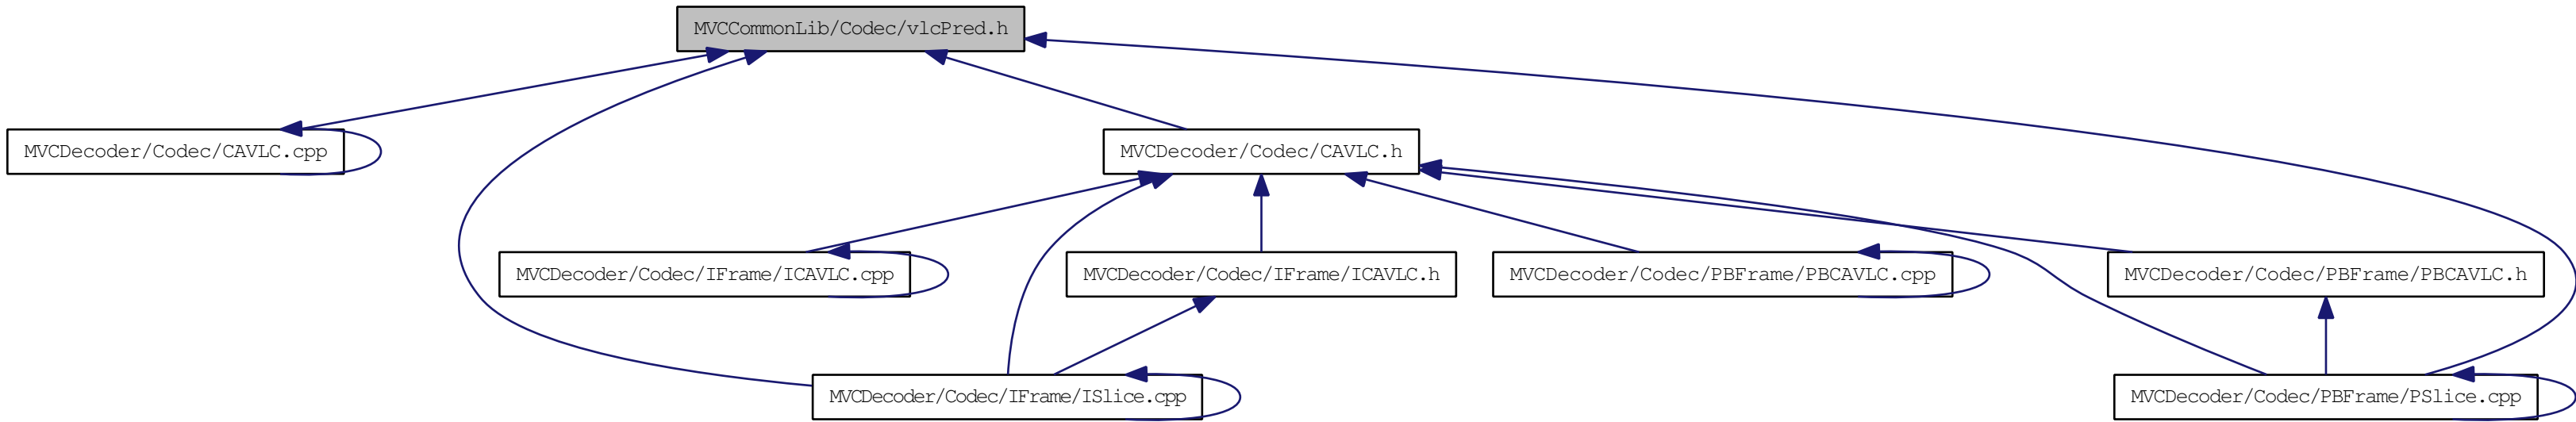 MVCCommonLib/Codec/vlcPred.h
MVCDecoder/Codec/CAVLC.cpp
MVCDecoder/Codec/CAVLC.h
MVCDecoder/Codec/IFrame/ICAVLC.cpp
MVCDecoder/Codec/IFrame/ICAVLC.h
MVCDecoder/Codec/PBFrame/PBCAVLC.cpp
MVCDecoder/Codec/PBFrame/PBCAVLC.h
MVCDecoder/Codec/IFrame/ISlice.cpp
MVCDecoder/Codec/PBFrame/PSlice.cpp